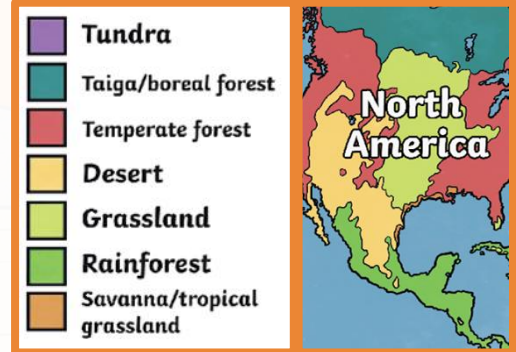 Tundra
Taiga/boreal forest
Temperate forest
Desert
Grassland
Rainforest
Savanna/tropical
grassland
North
America